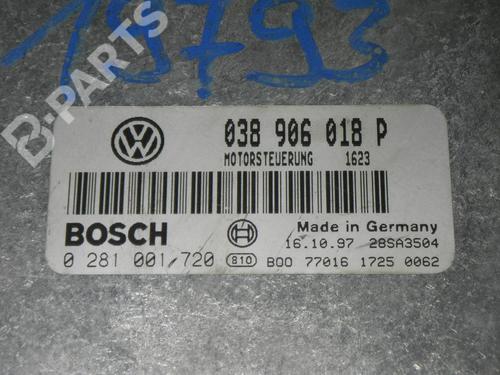 19793
B-PARTS
038 906 018 P
MOTORSTEUERUNG 1623
BOSCH
Made in Germany
16.10.97 28SA3504
0 281 001 720 810 B00 77016 1725 0062